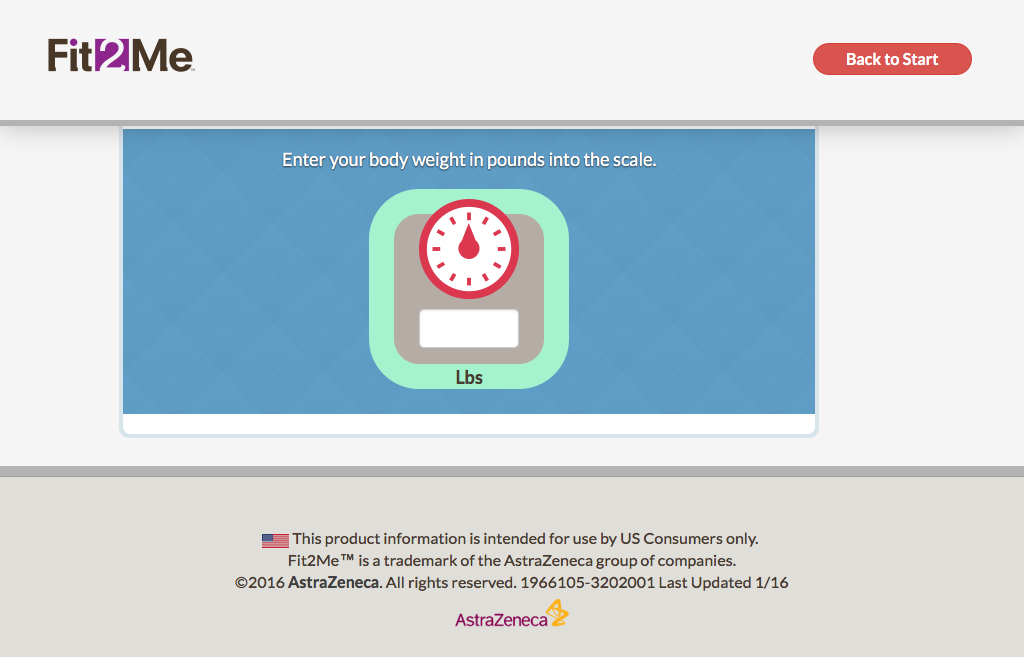 Fit2Me
Back to Start
Enter your body weight in pounds into the scale.
Lbs
This product information is intended for use by US Consumers only.
Fit2Me™ is a trademark of the AstraZeneca group of companies.
©2016 AstraZeneca. All rights reserved. 1966105-3202001 Last Updated 1/16
AstraZeneca